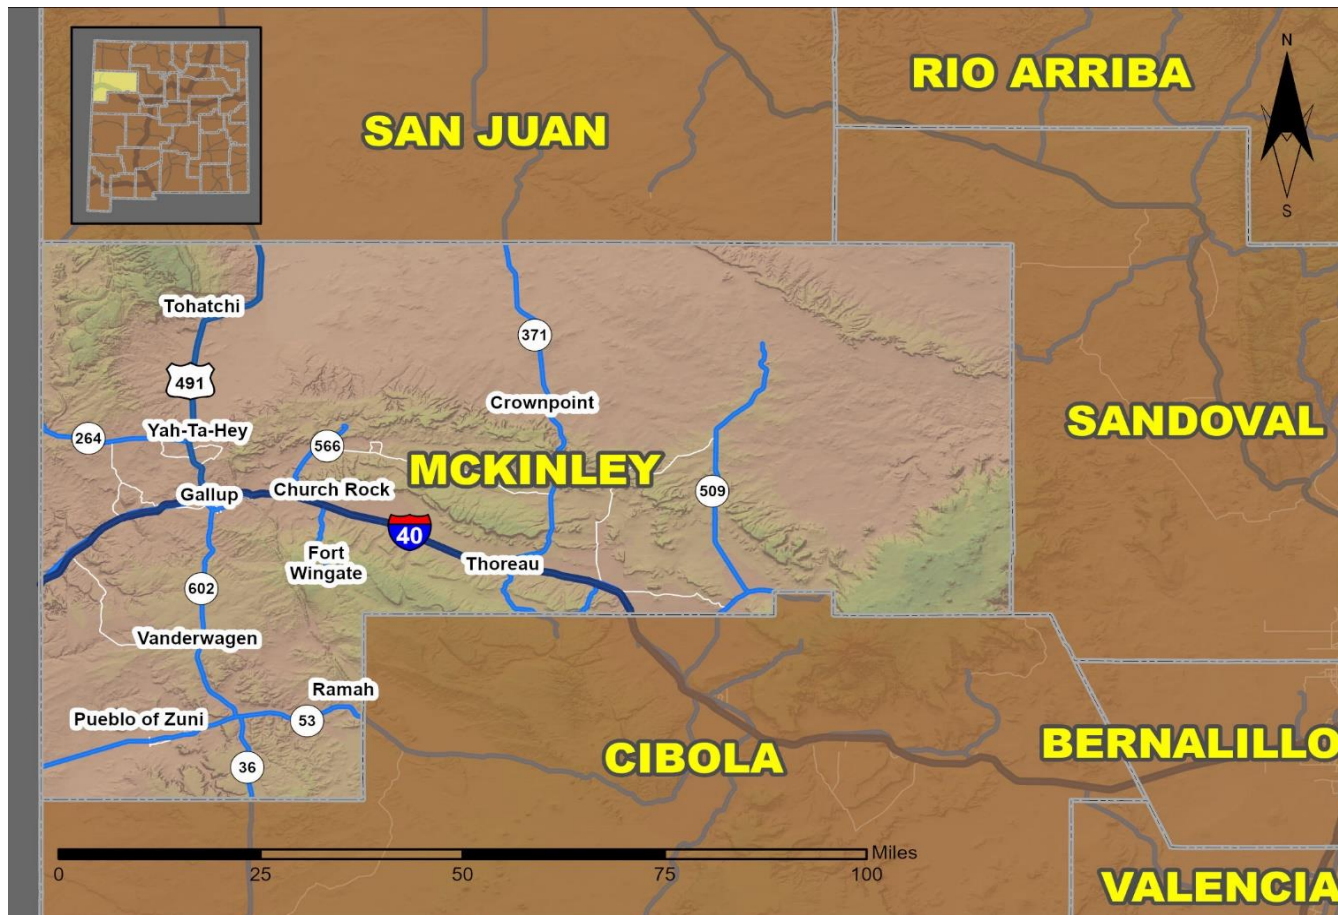 N
RIO ARRIBA
SAN JUAN
S
Tohatchi
371
491
Crownpoint
SANDOVAL
264
Yah-Ta-Hey
566
MCKINLEY
Gallup
Church Rock
509
40
Fort
Wingate
Thoreau
602
Vanderwagen
Ramah
Pueblo of Zuni
53
36
CIBOLA
BERNALILLO
Miles
0
25
50
75
100
VALENCIA